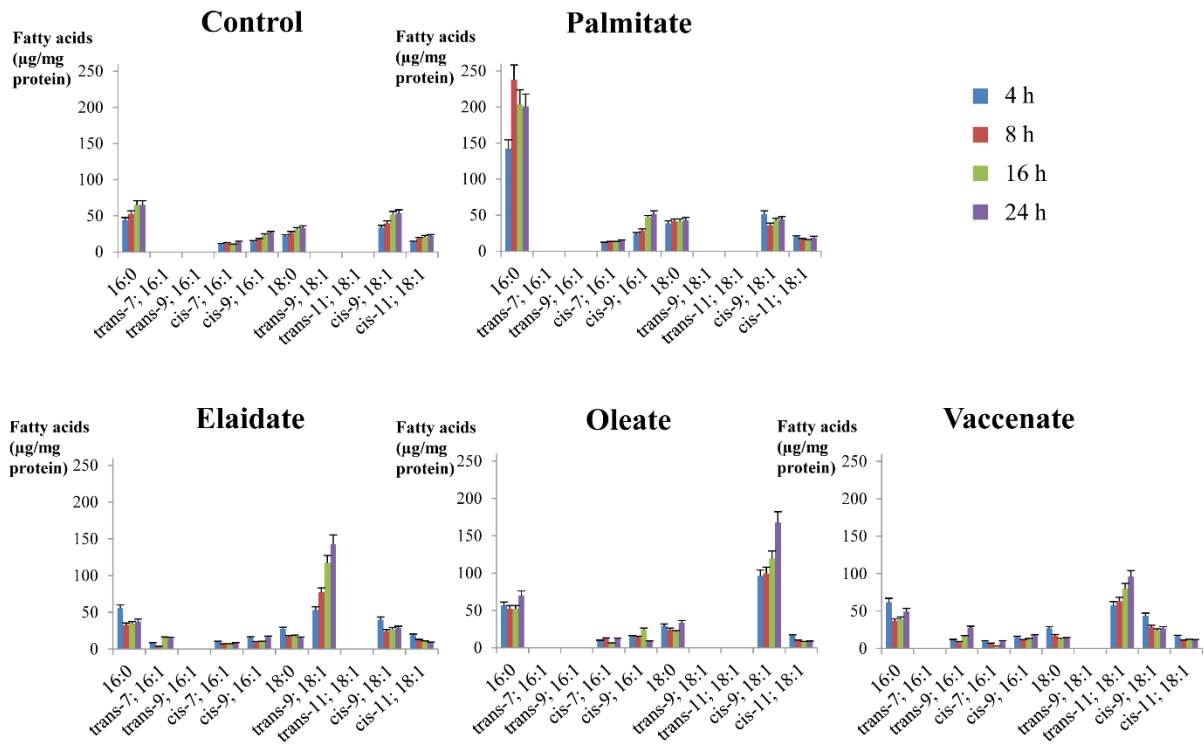 Control
Fatty acids
(µg/mg
protein)
250
200
150
100
50
0
16:0
trans-7; 16:1
trans-9; 16:1
cis-7; 16:1
cis-9; 16:1
18:0
trans-9; 18:1
trans-11; 18:1
cis-9; 18:1
cis-11; 18:1
Palmitate
Fatty acids
(µg/mg
protein)
250
200
150
100
50
0
16:0
trans-7; 16:1
trans-9; 16:1
cis-7; 16:1
cis-9; 16:1
18:0
trans-9; 18:1
trans-11; 18:1
cis-9; 18:1
cis-11; 18:1
4 h
8 h
16 h
24 h
Elaidate
Fatty acids
(µg/mg
protein)
250
200
150
100
50
0
16:0
trans-7; 16:1
trans-9; 16:1
cis-7; 16:1
cis-9; 16:1
18:0
trans-9; 18:1
trans-11; 18:1
cis-9; 18:1
cis-11; 18:1
Oleate
Fatty acids
(µg/mg
protein)
250
200
150
100
50
0
16:0
trans-7; 16:1
trans-9; 16:1
cis-7; 16:1
cis-9; 16:1
18:0
trans-9; 18:1
trans-11; 18:1
cis-9; 18:1
cis-11; 18:1
Vaccenate
Fatty acids
(µg/mg
protein)
250
200
150
100
50
0
16:0
trans-7; 16:1
trans-9; 16:1
cis-7; 16:1
cis-9; 16:1
18:0
trans-9; 18:1
trans-11; 18:1
cis-9; 18:1
cis-11; 18:1